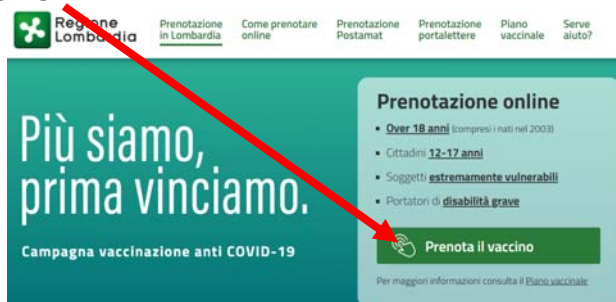 Regione
Lombardia
Prenotazione
in Lombardia
Come prenotare
online
Prenotazione
Postamat
Prenotazione
portalettere
Piano
vaccinale
Serve
aiuto?
Più siamo,
prima vinciamo.
Campagna vaccinazione anti COVID-19
Prenotazione online
Over 18 anni (compresi i nati nel 2003)
Cittadini 12-17 anni
Soggetti estremamente vulnerabili
Portatori di disabilità grave
Prenota il vaccino
Per maggiori informazioni consulta il Piano vaccinale